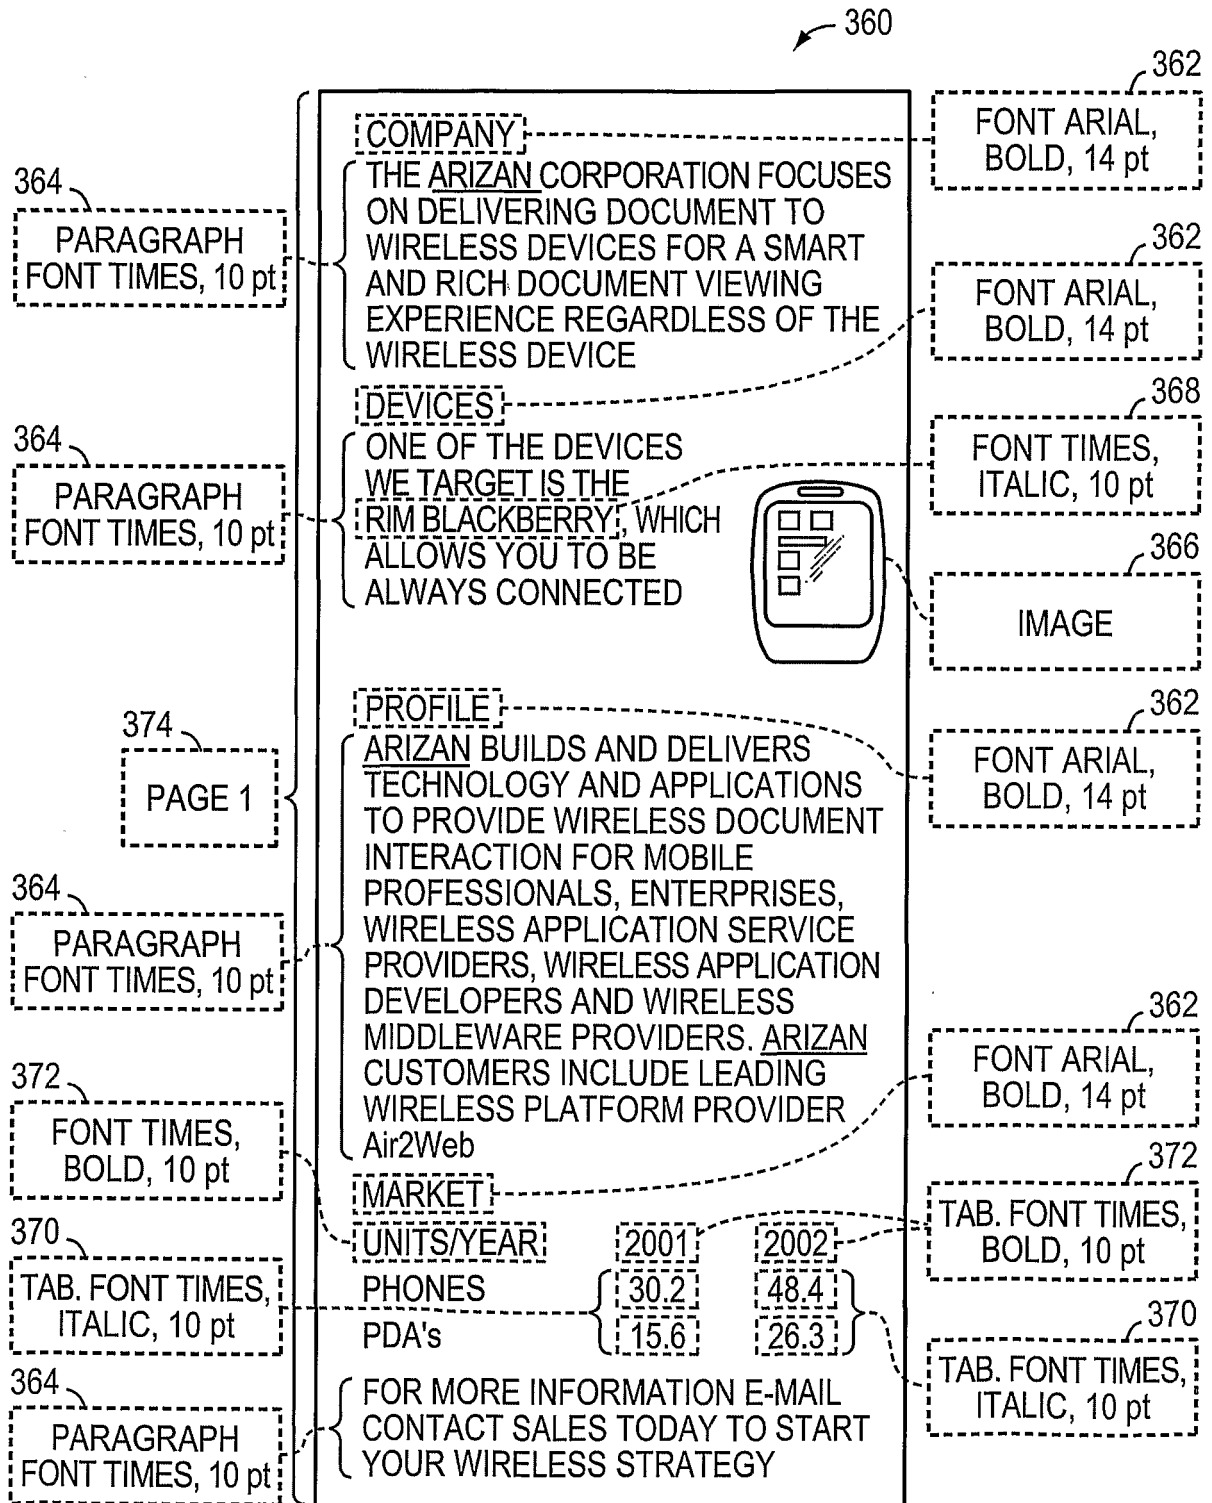 360
362
FONT ARIAL,
BOLD, 14 pt
COMPANY
THE ARIZAN CORPORATION FOCUSES
ON DELIVERING DOCUMENT TO
WIRELESS DEVICES FOR A SMART
AND RICH DOCUMENT VIEWING
EXPERIENCE REGARDLESS OF THE
WIRELESS DEVICE
364
PARAGRAPH
FONT TIMES, 10 pt
362
FONT ARIAL,
BOLD, 14 pt
DEVICES
ONE OF THE DEVICES
WE TARGET IS THE
RIM BLACKBERRY, WHICH
ALLOWS YOU TO BE
ALWAYS CONNECTED
364
PARAGRAPH
FONT TIMES, 10 pt
368
FONT TIMES,
ITALIC, 10 pt
366
IMAGE
PROFILE
362
FONT ARIAL,
BOLD, 14 pt
374
PAGE 1
ARIZAN BUILDS AND DELIVERS
TECHNOLOGY AND APPLICATIONS
TO PROVIDE WIRELESS DOCUMENT
INTERACTION FOR MOBILE
PROFESSIONALS, ENTERPRISES,
WIRELESS APPLICATION SERVICE
PROVIDERS, WIRELESS APPLICATION
DEVELOPERS AND WIRELESS
MIDDLEWARE PROVIDERS. ARIZAN
CUSTOMERS INCLUDE LEADING
WIRELESS PLATFORM PROVIDER
Air2Web
364
PARAGRAPH
FONT TIMES, 10 pt
362
FONT ARIAL,
BOLD, 14 pt
372
FONT TIMES,
BOLD, 10 pt
MARKET
372
TAB. FONT TIMES,
BOLD, 10 pt
UNITS/YEAR 2001 2002
PHONES 30.2 48.4
PDA's 15.6 26.3
370
TAB. FONT TIMES,
ITALIC, 10 pt
370
TAB. FONT TIMES,
ITALIC, 10 pt
364
PARAGRAPH
FONT TIMES, 10 pt
FOR MORE INFORMATION E-MAIL
CONTACT SALES TODAY TO START
YOUR WIRELESS STRATEGY